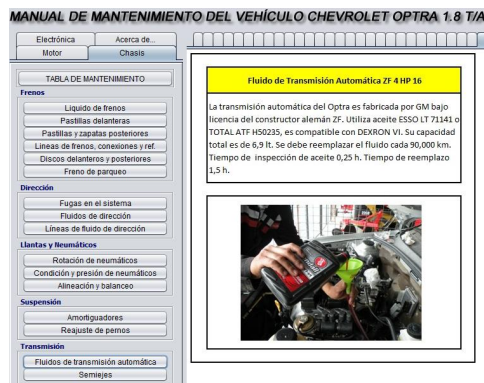 MANUAL DE MANTENIMIENTO DEL VEHÍCULO CHEVROLET OPTRA 1.8 T/A
Electrónica
Acerca de...
Motor
Chasis
TABLA DE MANTENIMIENTO
Frenos
Liquido de frenos
Pastillas delanteras
Pastillas y zapatas posteriores
Lineas de frenos, conexiones y ref.
Discos delanteros y posteriores
Freno de parqueo
Dirección
Fugas en el sistema
Fluidos de dirección
Líneas de fluido de dirección
Llantas y Neumáticos
Rotación de neumáticos
Condición y presión de neumáticos
Alineación y balanceo
Suspensión
Amortiguadores
Reajuste de pernos
Transmisión
Fluidos de transmisión automática
Semiejes
Fluido de Transmisión Automática ZF 4 HP 16
La transmisión automática del Optra es fabricada por GM bajo
licencia del constructor alemán ZF. Utiliza aceite ESSO LT 71141 o
TOTAL ATF H50235, es compatible con DEXRON VI. Su capacidad
total es de 6,9 lt. Se debe reemplazar el fluido cada 90,000 km.
Tiempo de inspección de aceite 0,25 h. Tiempo de reemplazo
1,5 h.